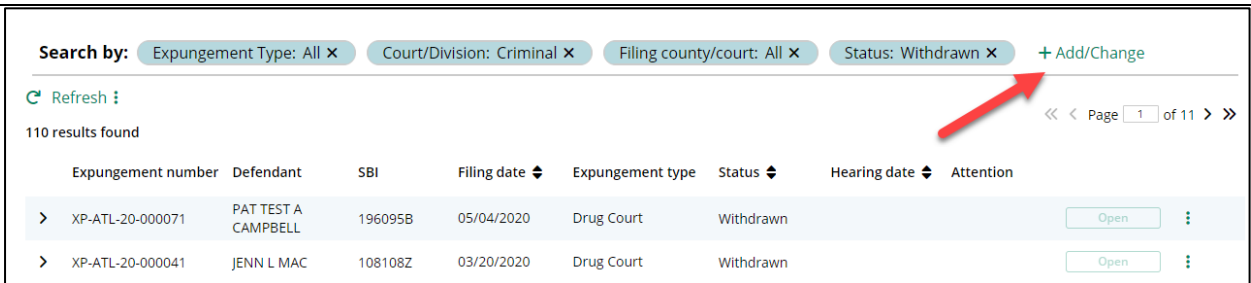 Search by: Expungement Type: All × Court/Division: Criminal × Filing county/court: All × Status: Withdrawn × + Add/Change
Refresh
Page 1 of 11
110 results found
Expungement number Defendant SBI Filing date Expungement type Status Hearing date Attention
XP-ATL-20-000071 PAT TEST A CAMPBELL 196095B 05/04/2020 Drug Court Withdrawn Open
XP-ATL-20-000041 JENN L MAC 108108Z 03/20/2020 Drug Court Withdrawn Open